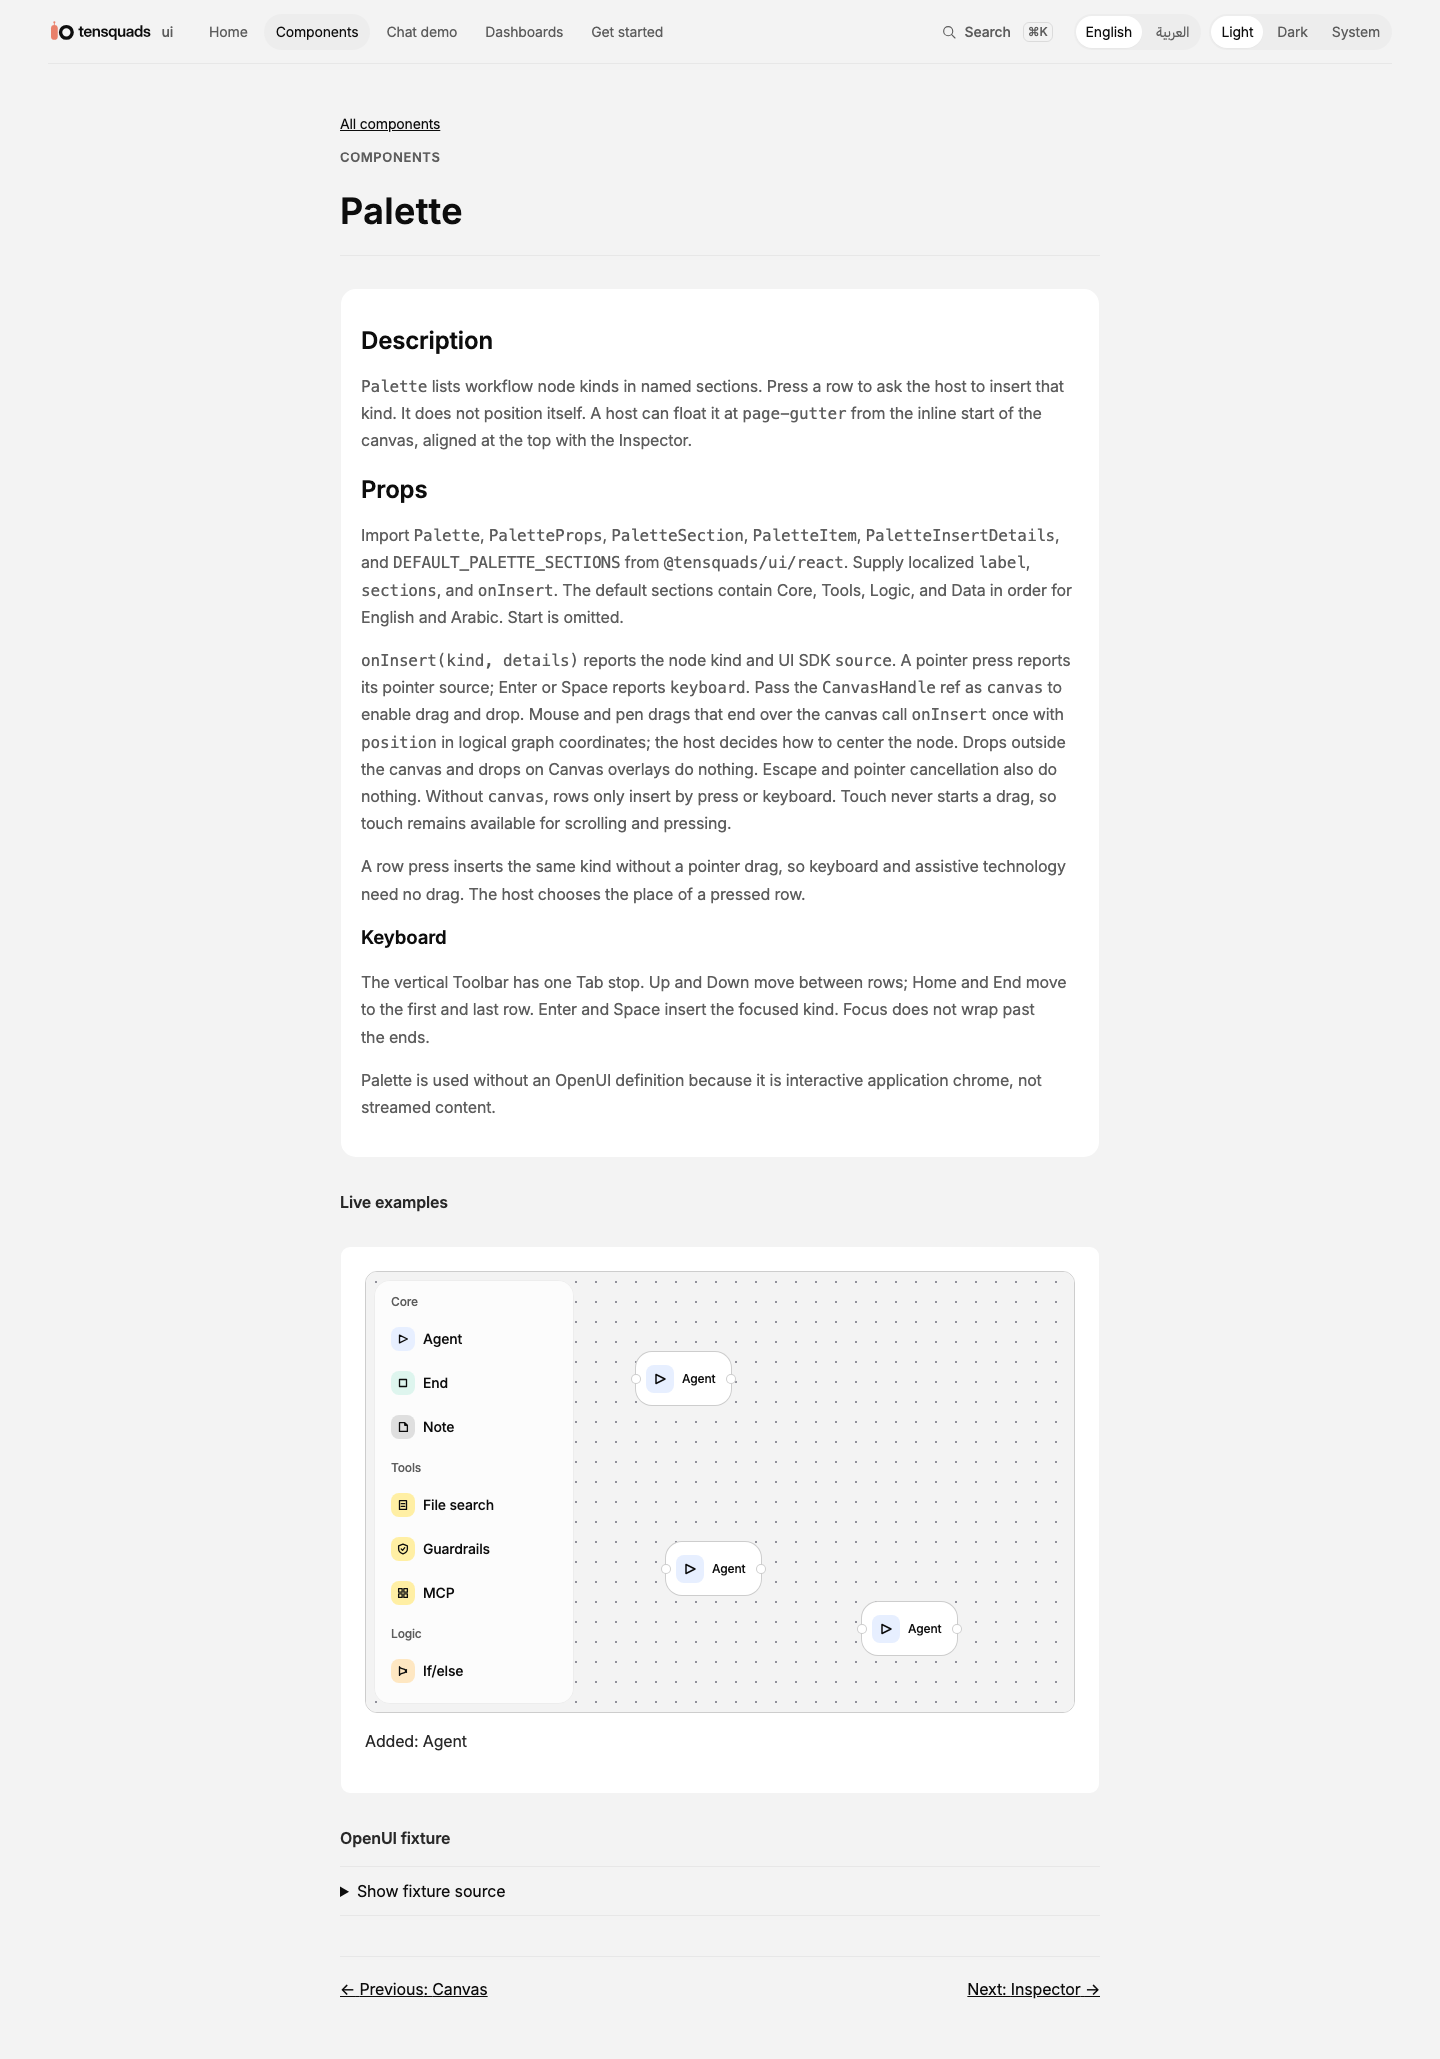 tensquads ui Home Components Chat demo Dashboards Get started Search ⌘K English العربية Light Dark System
All components
COMPONENTS
Palette
Description
Palette lists workflow node kinds in named sections. Press a row to ask the host to insert that
kind. It does not position itself. A host can float it at page-gutter from the inline start of the
canvas, aligned at the top with the Inspector.
Props
Import Palette, PaletteProps, PaletteSection, PaletteItem, PaletteInsertDetails,
and DEFAULT_PALETTE_SECTIONS from @tensquads/ui/react. Supply localized label,
sections, and onInsert. The default sections contain Core, Tools, Logic, and Data in order for
English and Arabic. Start is omitted.
onInsert(kind, details) reports the node kind and UI SDK source. A pointer press reports
its pointer source; Enter or Space reports keyboard. Pass the CanvasHandle ref as canvas to
enable drag and drop. Mouse and pen drags that end over the canvas call onInsert once with
position in logical graph coordinates; the host decides how to center the node. Drops outside
the canvas and drops on Canvas overlays do nothing. Escape and pointer cancellation also do
nothing. Without canvas, rows only insert by press or keyboard. Touch never starts a drag, so
touch remains available for scrolling and pressing.
A row press inserts the same kind without a pointer drag, so keyboard and assistive technology
need no drag. The host chooses the place of a pressed row.
Keyboard
The vertical Toolbar has one Tab stop. Up and Down move between rows; Home and End move
to the first and last row. Enter and Space insert the focused kind. Focus does not wrap past
the ends.
Palette is used without an OpenUI definition because it is interactive application chrome, not
streamed content.
Live examples
Core
Agent
End
Note
Tools
File search
Guardrails
MCP
Logic
If/else
Agent
Agent
Agent
Added: Agent
OpenUI fixture
Show fixture source
← Previous: Canvas
Next: Inspector →